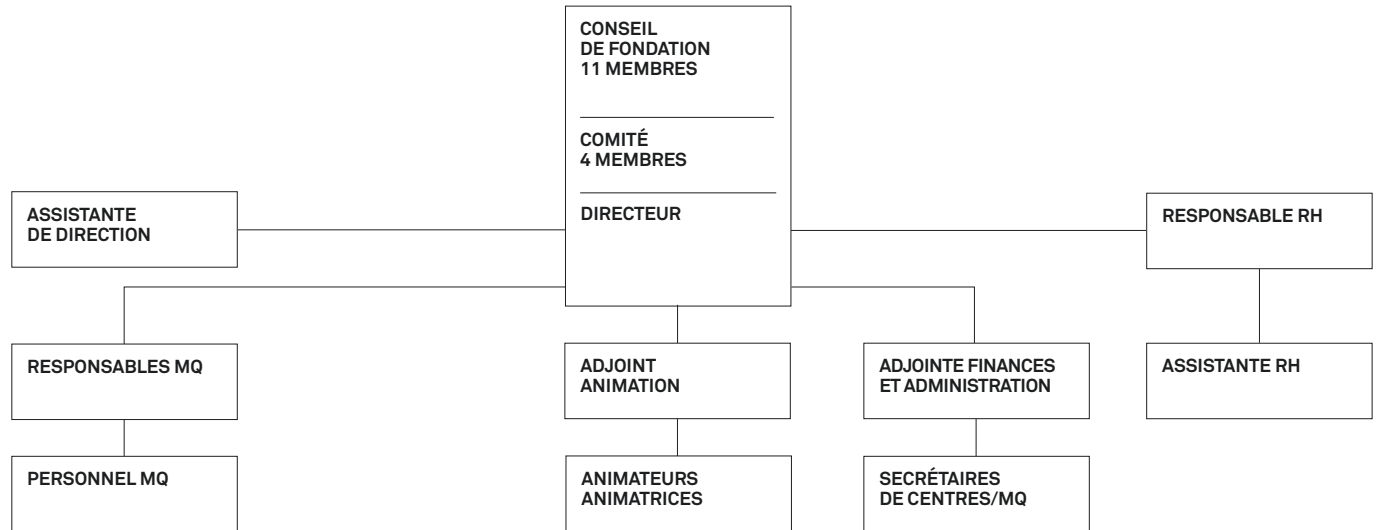 CONSEIL
DE FONDATION
11 MEMBRES
COMITÉ
4 MEMBRES
DIRECTEUR
ASSISTANTE
DE DIRECTION
RESPONSABLE RH
RESPONSABLES MQ
ADJOINT
ANIMATION
ADJOINTE FINANCES
ET ADMINISTRATION
ASSISTANTE RH
PERSONNEL MQ
ANIMATEURS
ANIMATRICES
SECRÉTAIRES
DE CENTRES/MQ